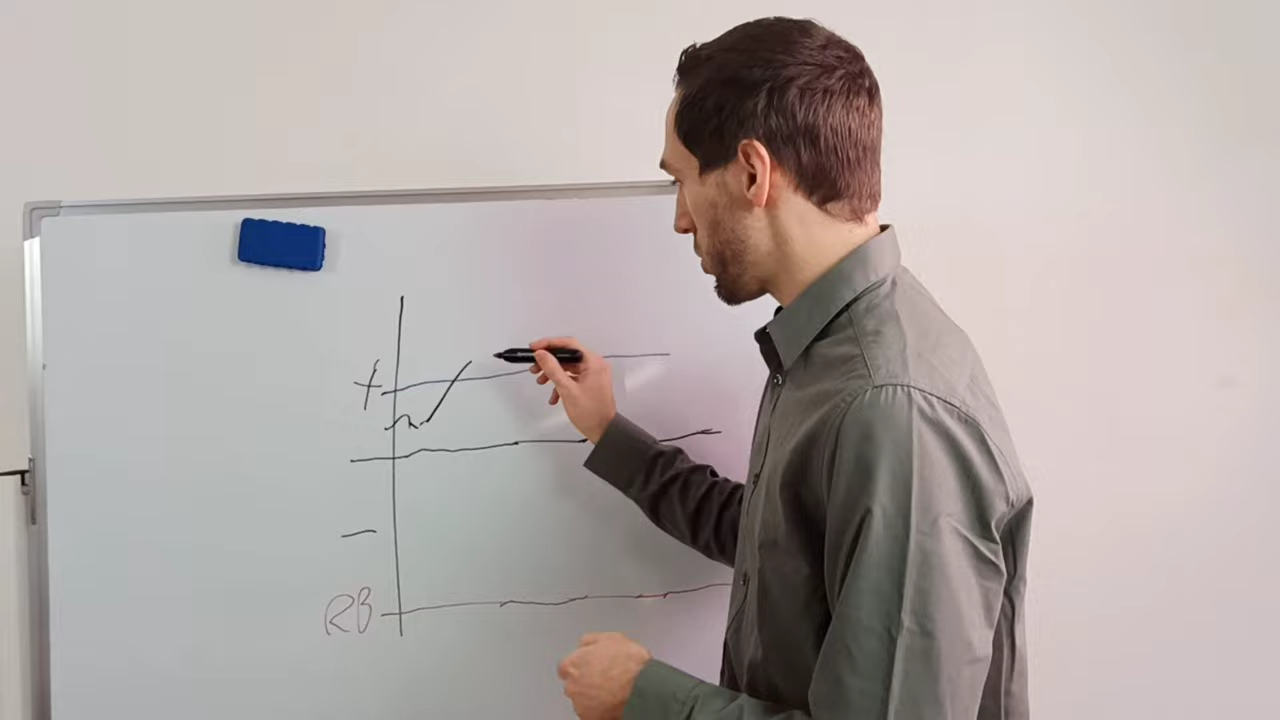 +
—
RB